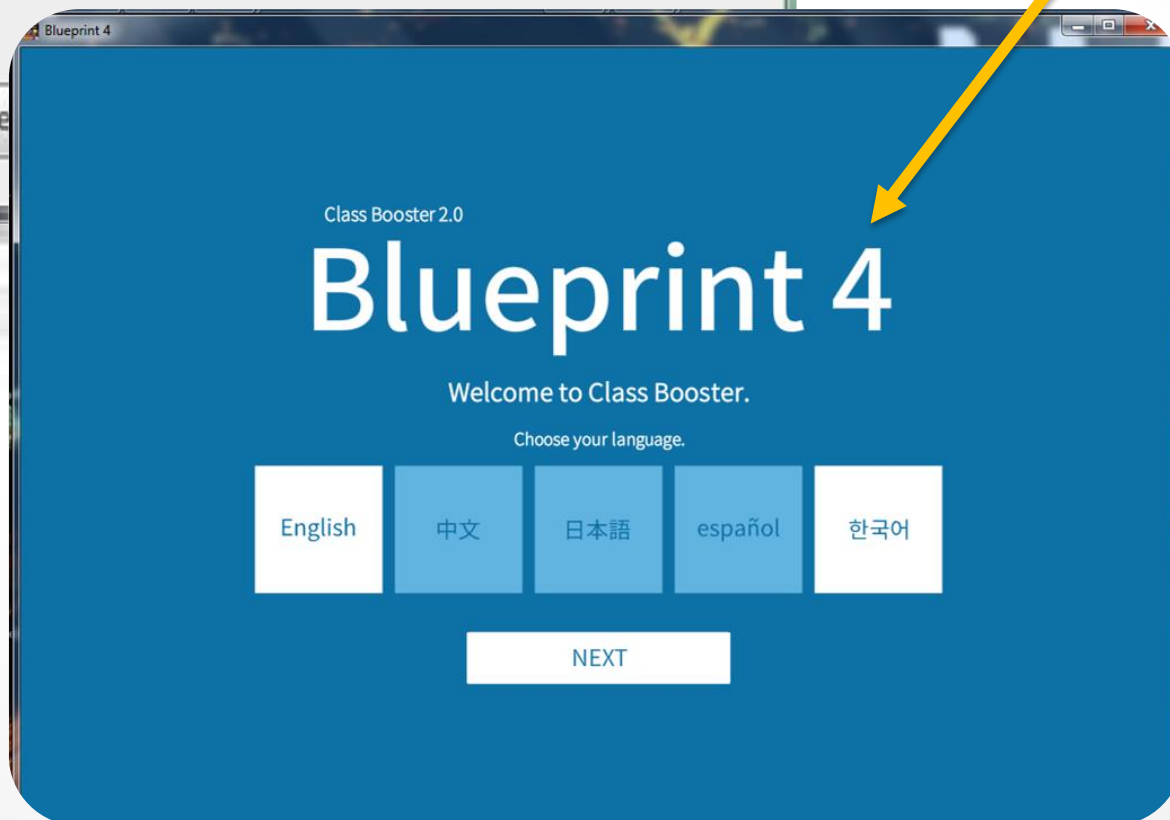 Blueprint 4
Class Booster 2.0
Blueprint 4
Welcome to Class Booster.
Choose your language.
English
中文
日本語
español
한국어
NEXT